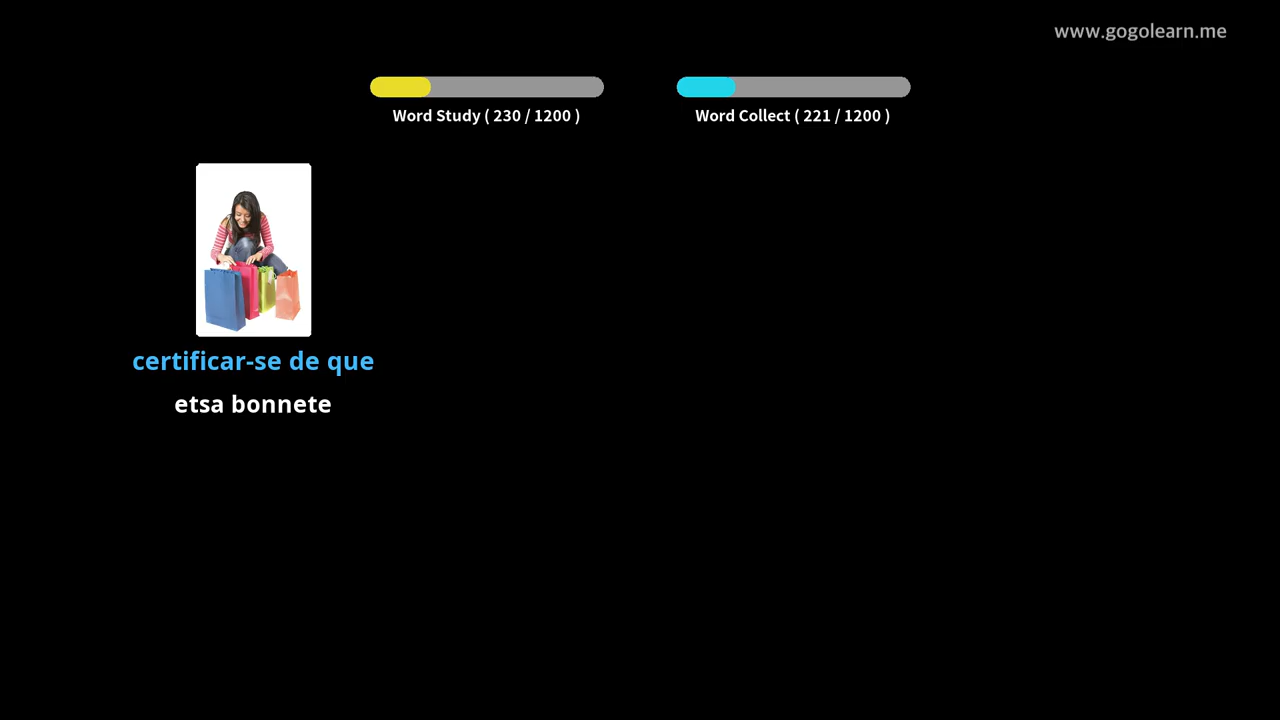 www.gogolearn.me
Word Study ( 230 / 1200 )
Word Collect ( 221 / 1200 )
certificar-se de que
etsa bonnete